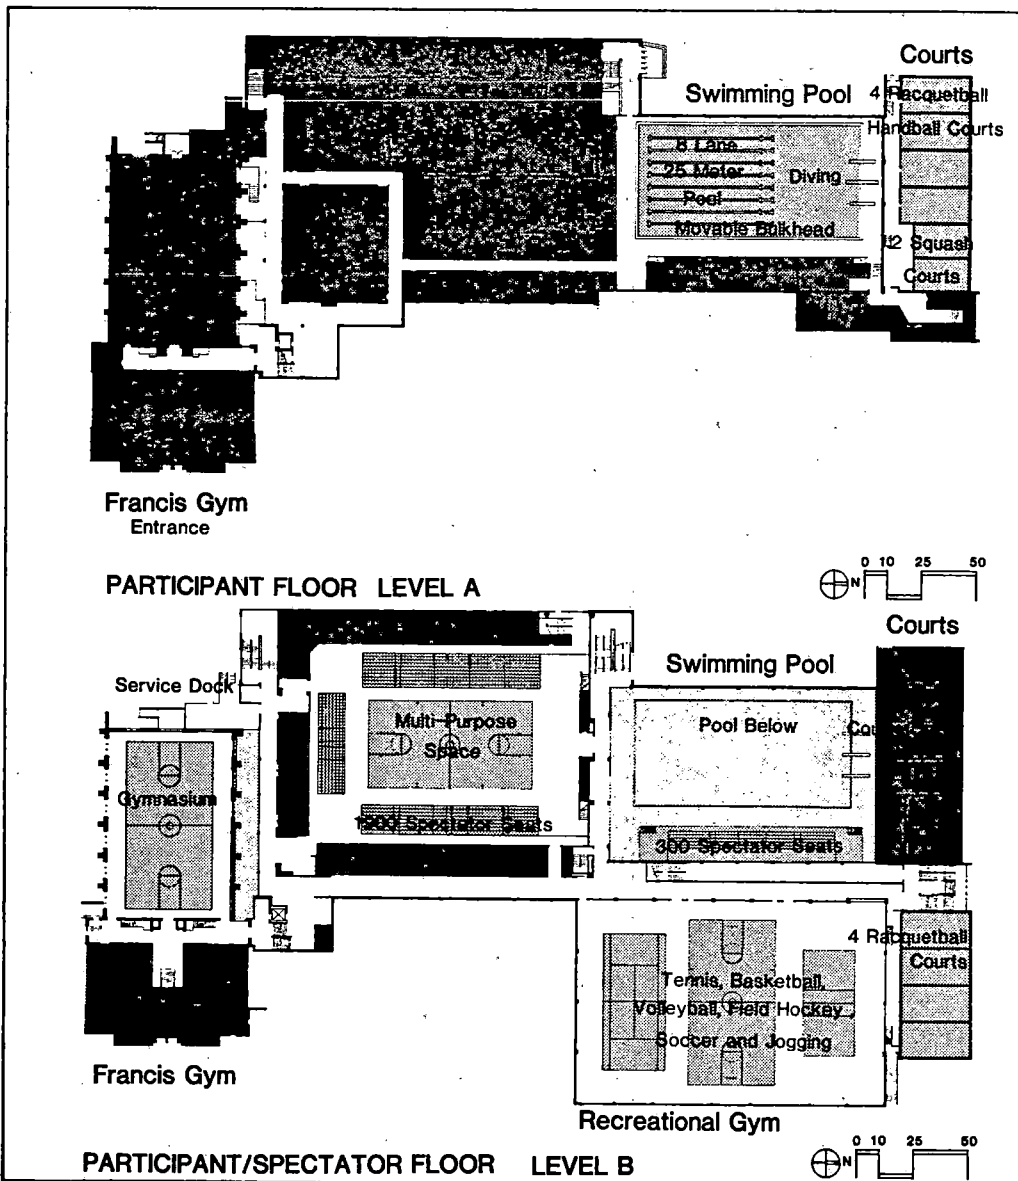 Courts
Swimming Pool
4 Racquetball
Handball Courts
8 Lane
25 Meter
Pool
Diving
Movable Bulkhead
2 Squash
Courts
Francis Gym
Entrance
PARTICIPANT FLOOR LEVEL A
0 10 25 50
N
Courts
Swimming Pool
Service Dock
Multi-Purpose
Space
Pool Below
Cou
Gymnasium
1900 Spectator Seats
300 Spectator Seats
4 Racquetball
Courts
Tennis, Basketball,
Volleyball, Field Hockey
Soccer and Jogging
Francis Gym
Recreational Gym
PARTICIPANT/SPECTATOR FLOOR LEVEL B
0 10 25 50
N